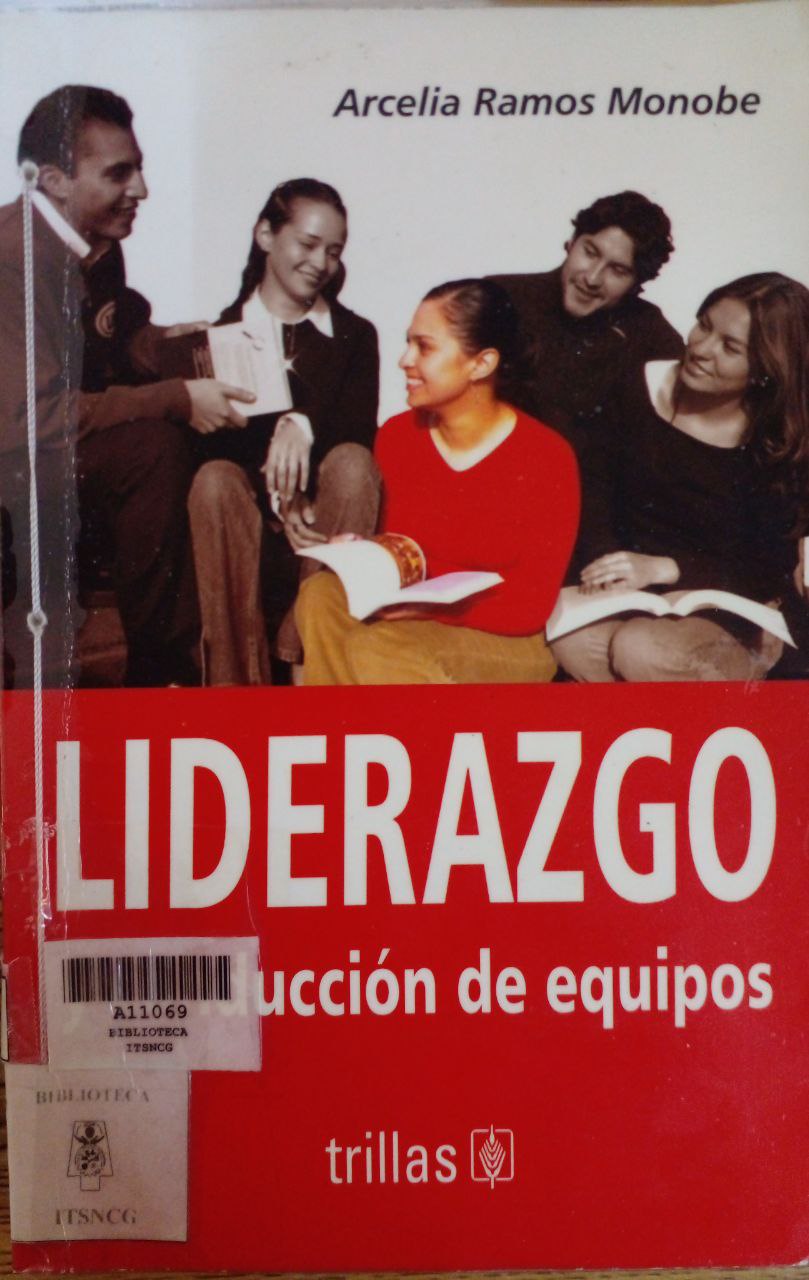 Arcelia Ramos Monobe
LIDERAZGO
ducción de equipos
A11069
BIBLIOTECA
ITSNCG
BIBLIOTECA
ITSNCG
trillas